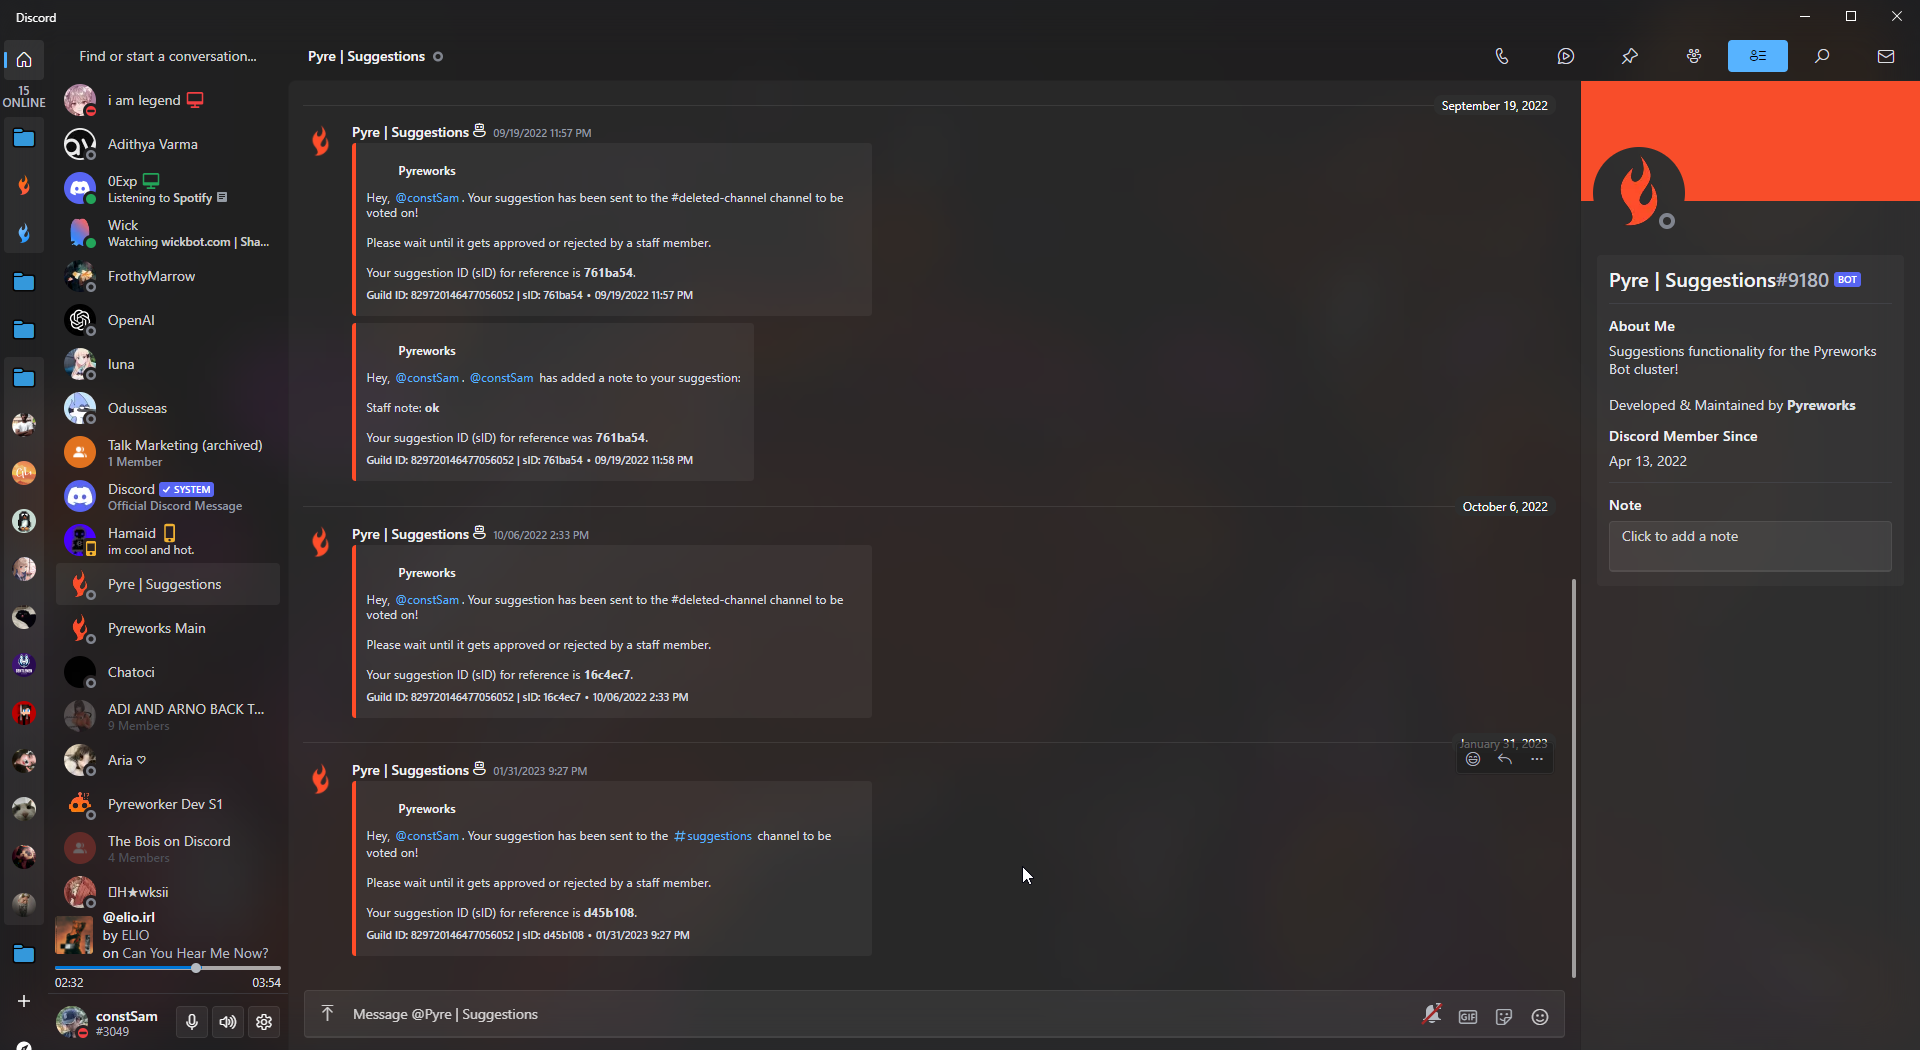 Discord
Find or start a conversation...
Pyre | Suggestions
15
ONLINE
i am legend
Adithya Varma
0Exp
Listening to Spotify
Wick
Watching wickbot.com | Sha...
FrothyMarrow
OpenAI
luna
Odusseas
Talk Marketing (archived)
1 Member
Discord ✓ SYSTEM
Official Discord Message
Hamaid
im cool and hot.
Pyre | Suggestions
Pyreworks Main
Chatoci
ADI AND ARNO BACK T...
9 Members
Aria ♡
Pyreworker Dev S1
The Bois on Discord
4 Members
H★wksii
@elio.irl
by ELIO
on Can You Hear Me Now?
02:32 03:54
constSam
#3049
September 19, 2022
Pyre | Suggestions 09/19/2022 11:57 PM
Pyreworks
Hey, @constSam. Your suggestion has been sent to the #deleted-channel channel to be
voted on!
Please wait until it gets approved or rejected by a staff member.
Your suggestion ID (sID) for reference is 761ba54.
Guild ID: 829720146477056052 | sID: 761ba54 • 09/19/2022 11:57 PM
Pyreworks
Hey, @constSam. @constSam has added a note to your suggestion:
Staff note: ok
Your suggestion ID (sID) for reference was 761ba54.
Guild ID: 829720146477056052 | sID: 761ba54 • 09/19/2022 11:58 PM
October 6, 2022
Pyre | Suggestions 10/06/2022 2:33 PM
Pyreworks
Hey, @constSam. Your suggestion has been sent to the #deleted-channel channel to be
voted on!
Please wait until it gets approved or rejected by a staff member.
Your suggestion ID (sID) for reference is 16c4ec7.
Guild ID: 829720146477056052 | sID: 16c4ec7 • 10/06/2022 2:33 PM
January 31, 2023
Pyre | Suggestions 01/31/2023 9:27 PM
Pyreworks
Hey, @constSam. Your suggestion has been sent to the #suggestions channel to be
voted on!
Please wait until it gets approved or rejected by a staff member.
Your suggestion ID (sID) for reference is d45b108.
Guild ID: 829720146477056052 | sID: d45b108 • 01/31/2023 9:27 PM
Message @Pyre | Suggestions
GIF
Pyre | Suggestions#9180 BOT
About Me
Suggestions functionality for the Pyreworks
Bot cluster!
Developed & Maintained by Pyreworks
Discord Member Since
Apr 13, 2022
Note
Click to add a note